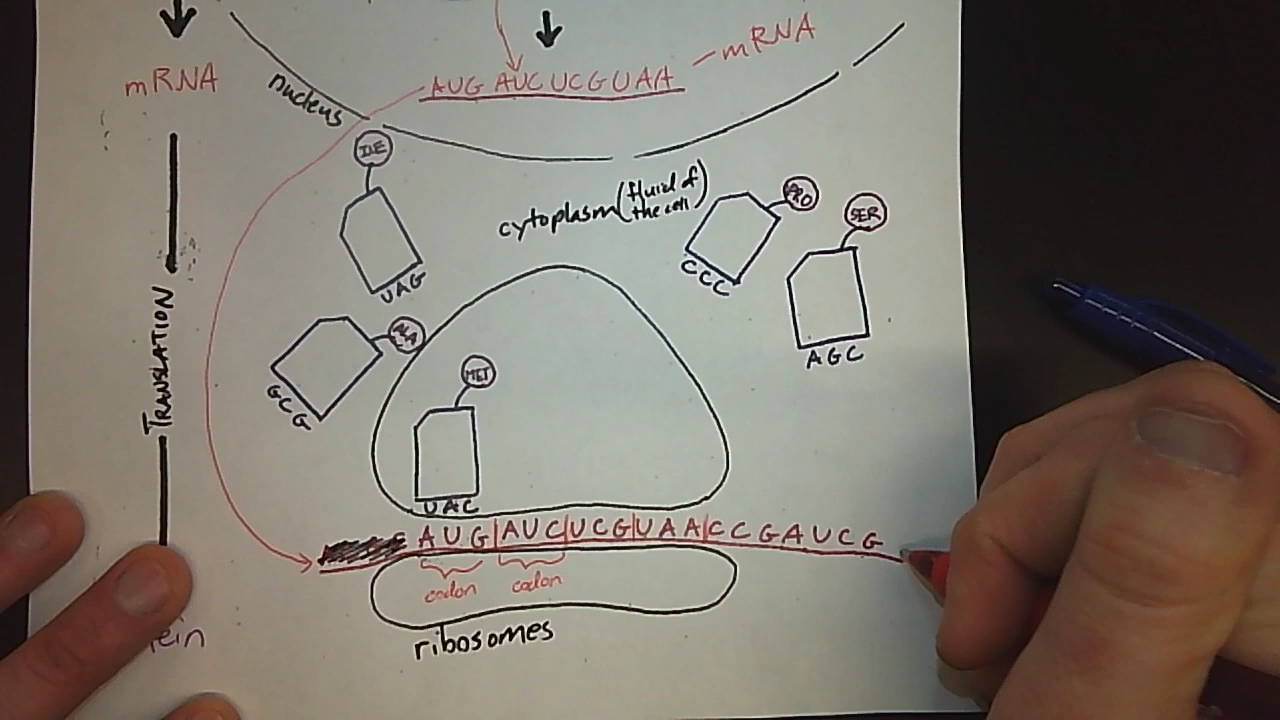 mRNA
AUG AUC UCG UAA
mRNA
nucleus
ILE
cytoplasm (fluid of
the cell)
PRO
SER
UAG
CCC
AGC
GCG
MET
TRANSLATION
UAC
AUG|AUC|UCG|UAA|CCGAUCG
codon codon
ribosomes